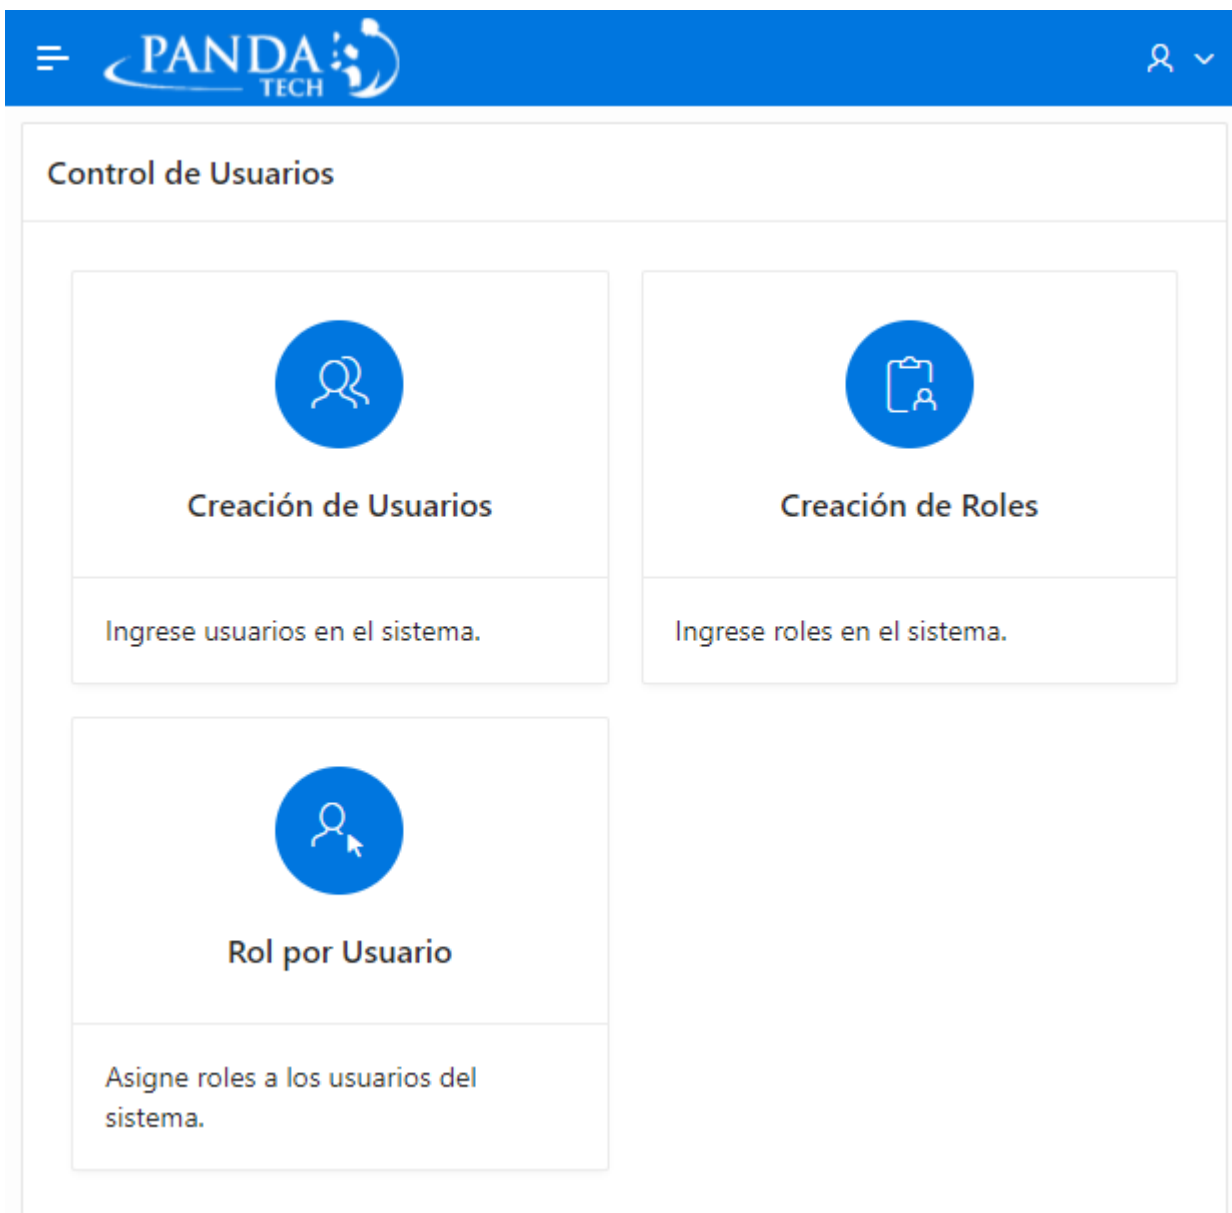 PANDA
TECH
Control de Usuarios
Creación de Usuarios
Ingrese usuarios en el sistema.
Creación de Roles
Ingrese roles en el sistema.
Rol por Usuario
Asigne roles a los usuarios del
sistema.